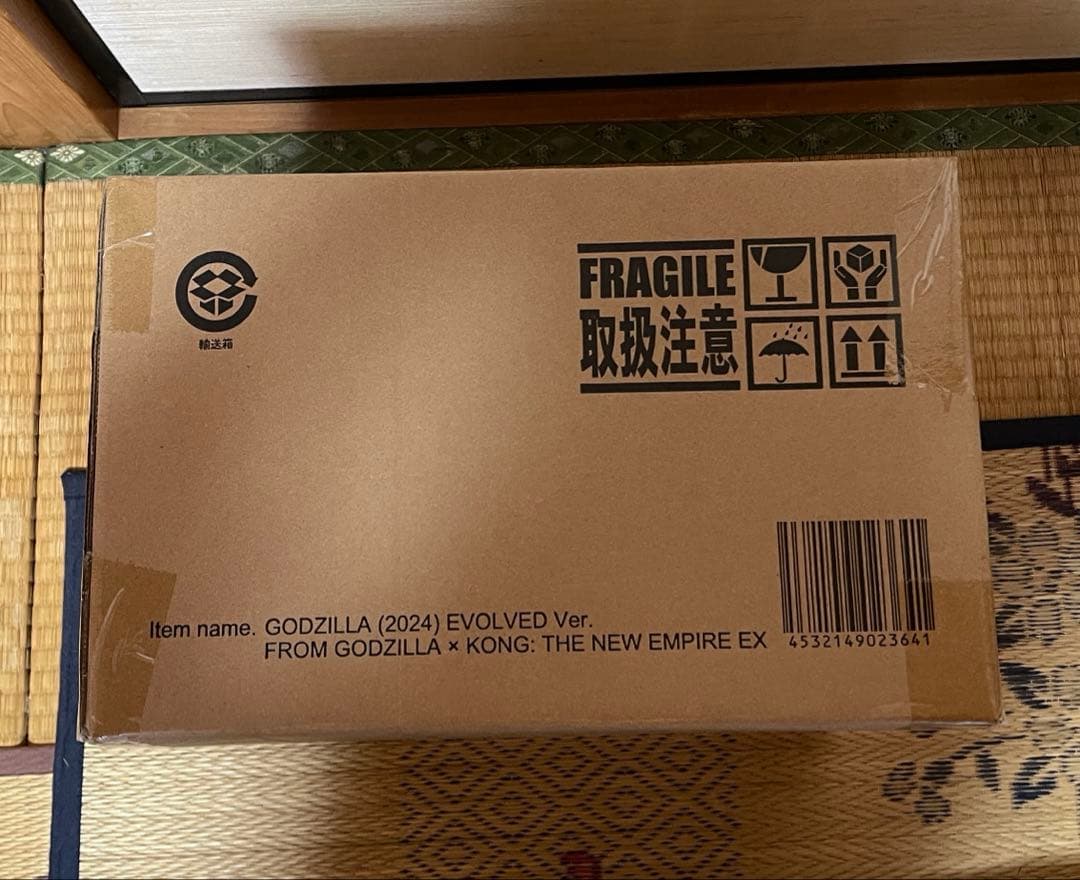 輸送箱
FRAGILE
取扱注意
Item name. GODZILLA (2024) EVOLVED Ver.
FROM GODZILLA × KONG: THE NEW EMPIRE EX
4532149023641